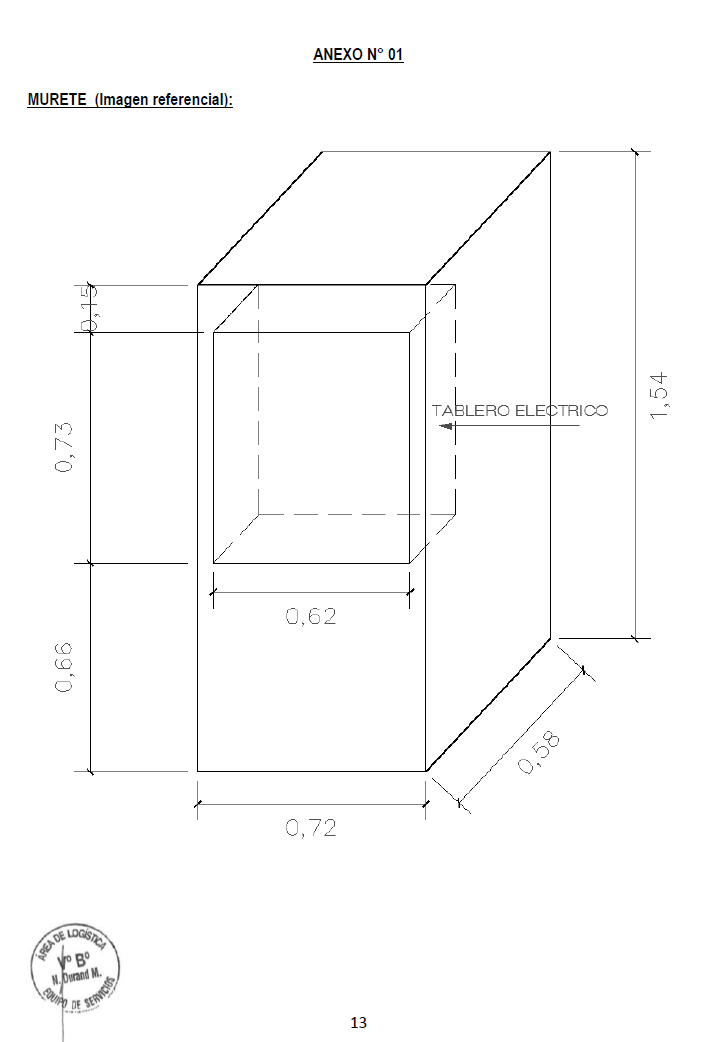 ANEXO N° 01
MURETE (Imagen referencial):
0,15
0,73
0,66
TABLERO ELECTRICO
1,54
0,62
0,58
0,72
ÁREA DE LOGÍSTICA
V° B°
N. Durand M.
EQUIPO DE SERVICIOS
13